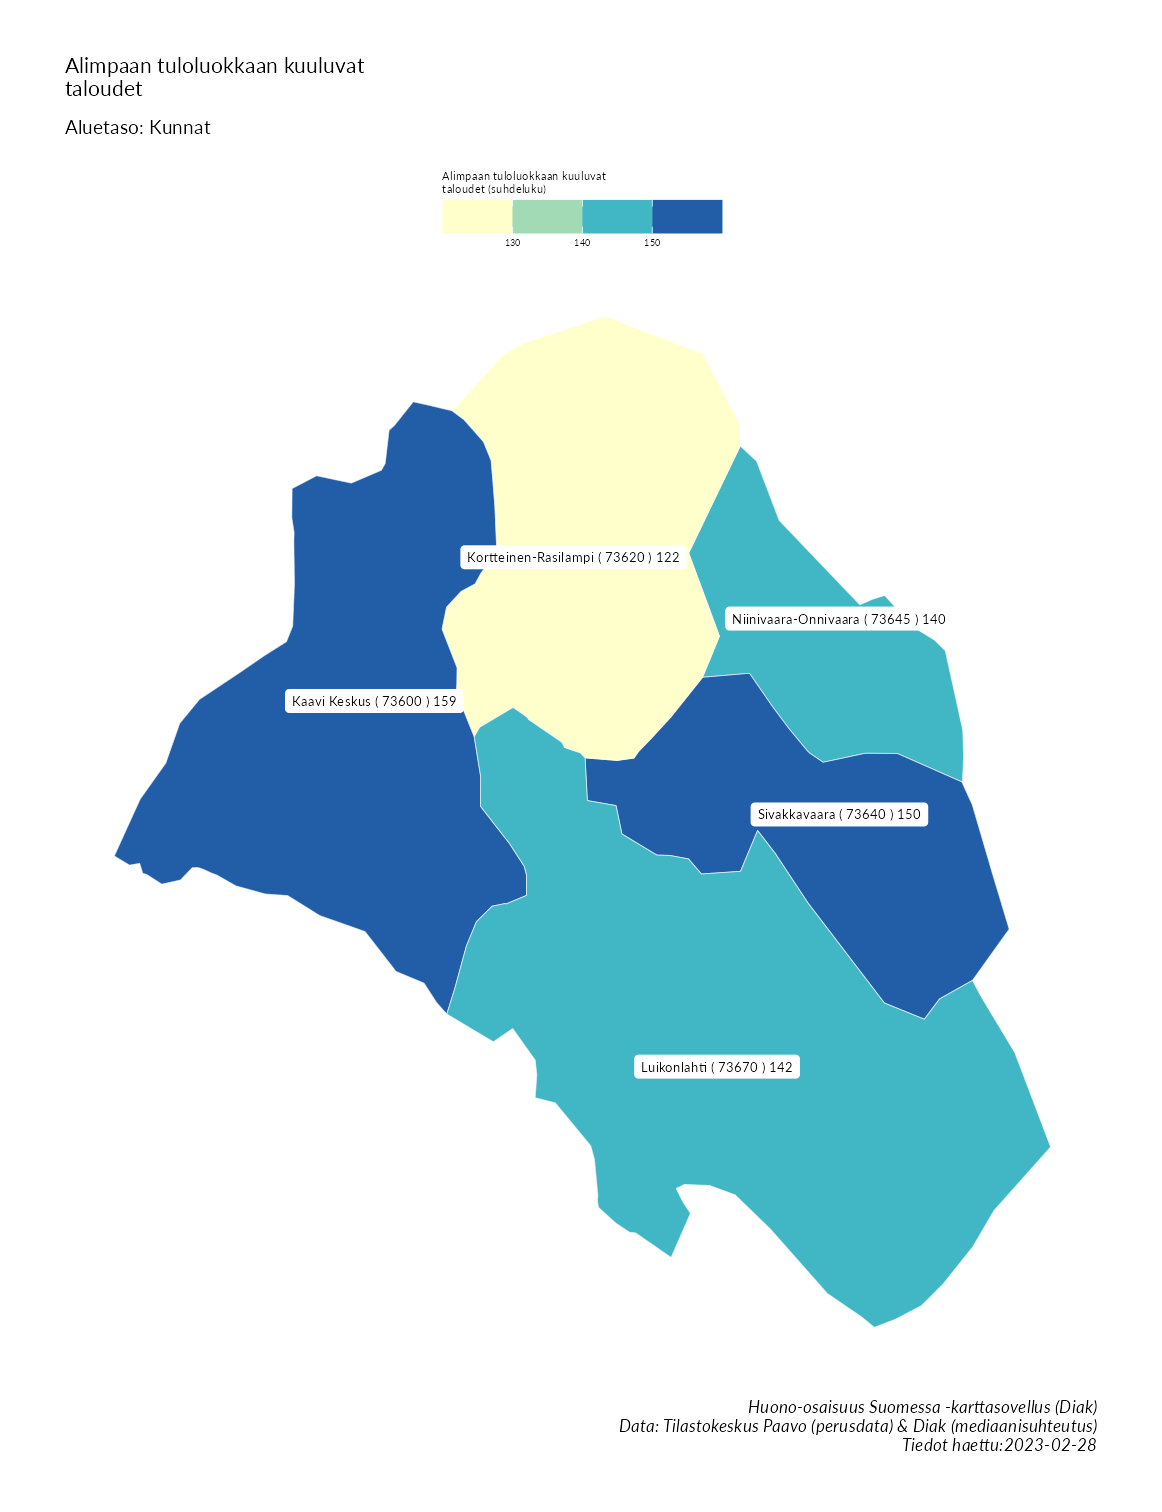 Alimpaan tuloluokkaan kuuluvat
taloudet
Aluetaso: Kunnat
Alimpaan tuloluokkaan kuuluvat
taloudet (suhdeluku)
130 140 150
Kortteinen-Rasilampi ( 73620 ) 122
Niinivaara-Onnivaara ( 73645 ) 140
Kaavi Keskus ( 73600 ) 159
Sivakkavaara ( 73640 ) 150
Luikonlahti ( 73670 ) 142
Huono-osaisuus Suomessa -karttasovellus (Diak)
Data: Tilastokeskus Paavo (perusdata) & Diak (mediaanisuhteutus)
Tiedot haettu:2023-02-28